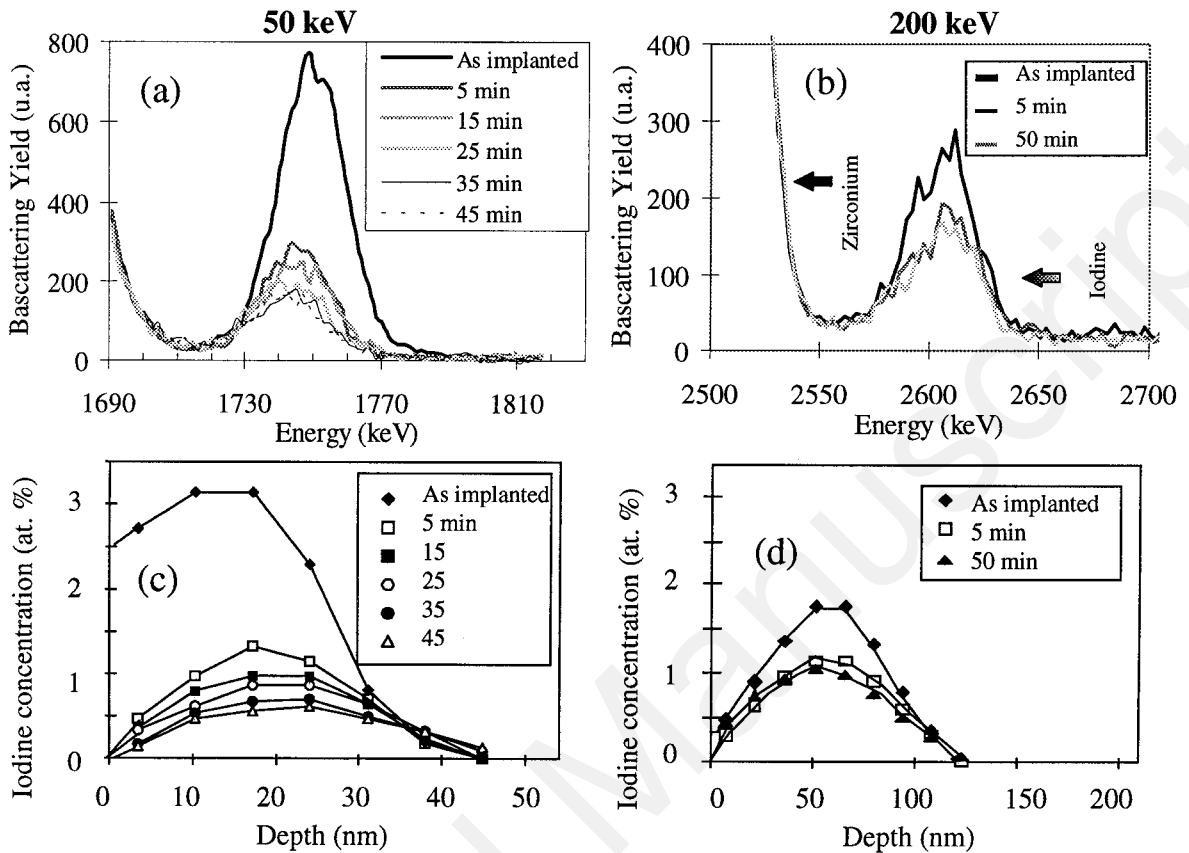 50 keV
200 keV
(a)
As implanted
5 min
15 min
25 min
35 min
45 min
800
600
400
200
0
Bascattering Yield (u.a.)
1690
1730
1770
1810
Energy (keV)
(b)
As implanted
5 min
50 min
Zirconium
Iodine
400
300
200
100
0
Bascattering Yield (u.a.)
2500
2550
2600
2650
2700
Energy (keV)
(c)
As implanted
5 min
15
25
35
45
3
2
1
0
Iodine concentration (at. %)
0
10
20
30
40
50
Depth (nm)
(d)
As implanted
5 min
50 min
3
2
1
0
Iodine concentration (at. %)
0
50
100
150
200
Depth (nm)
Manuscript